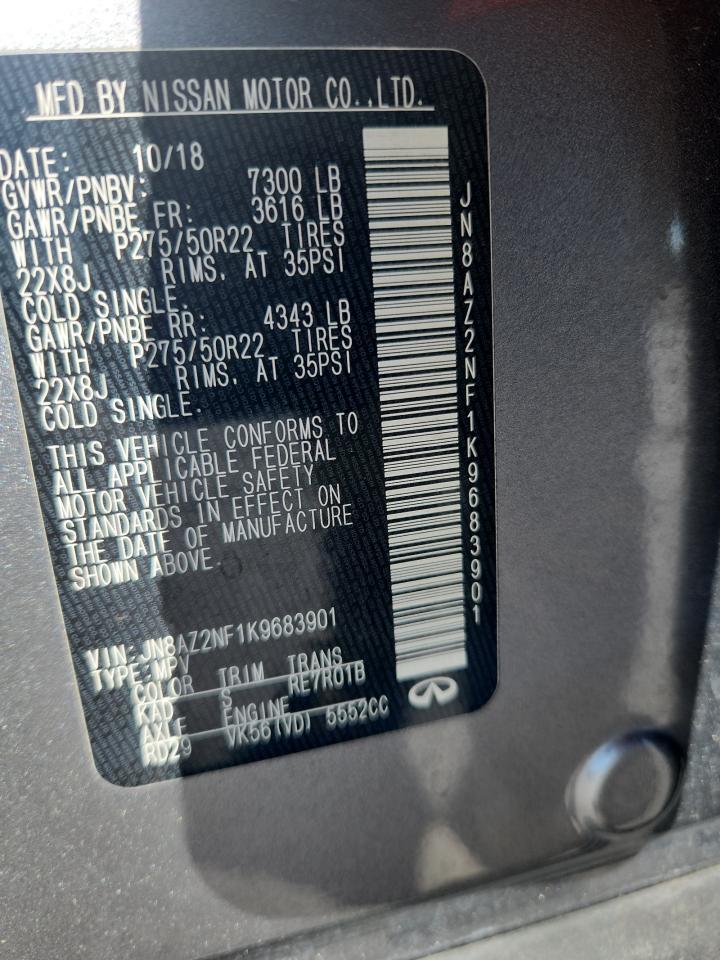 MFD BY NISSAN MOTOR CO.,LTD.
DATE: 10/18
GVWR/PNBV: 7300 LB
GAWR/PNBE FR: 3616 LB
WITH P275/50R22 TIRES
22X8J RIMS, AT 35PSI
COLD SINGLE.
GAWR/PNBE RR: 4343 LB
WITH P275/50R22 TIRES
22X8J RIMS, AT 35PSI
COLD SINGLE.
THIS VEHICLE CONFORMS TO
ALL APPLICABLE FEDERAL
MOTOR VEHICLE SAFETY
STANDARDS IN EFFECT ON
THE DATE OF MANUFACTURE
SHOWN ABOVE.
VIN:JN8AZ2NF1K9683901
TYPE:MPV
COLOR TRIM TRANS
KAD S RE7R01B
AXLE ENGINE
RD29 VK56(VD) 5552CC
JN8AZ2NF1K9683901